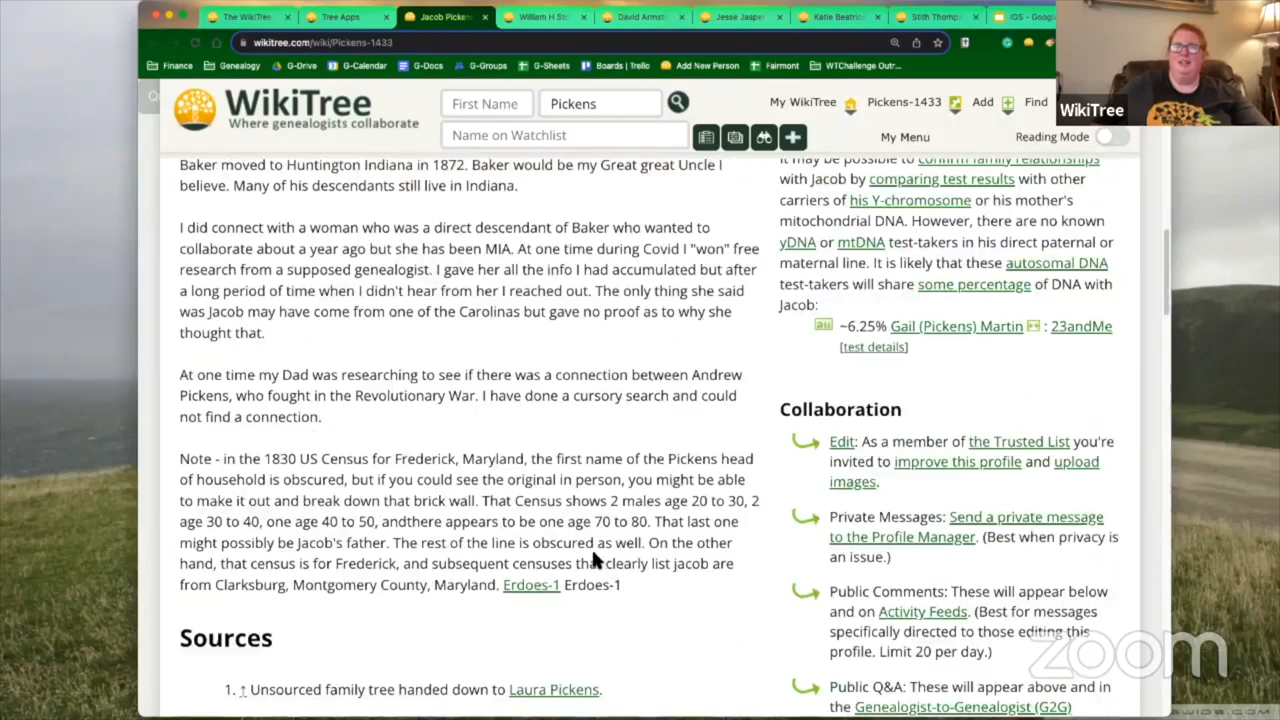 The WikiTree
Tree Apps
Jacob Picken
William H Sto
David Armst
Jesse Jasper
Katie Beatric
Stith Thomp
IGS - Googl
wikitree.com/wiki/Pickens-1433
Finance
Genealogy
G-Drive
G-Calendar
G-Docs
G-Groups
G-Sheets
Boards | Trello
Add New Person
Fairmont
WTChallenge Outr...
WikiTree
WikiTree
Where genealogists collaborate
First Name
Pickens
Name on Watchlist
My WikiTree
Pickens-1433
Add
Find
My Menu
Reading Mode
Baker moved to Huntington Indiana in 1872. Baker would be my Great great Uncle I
believe. Many of his descendants still live in Indiana.
I did connect with a woman who was a direct descendant of Baker who wanted to
collaborate about a year ago but she has been MIA. At one time during Covid I "won" free
research from a supposed genealogist. I gave her all the info I had accumulated but after
a long period of time when I didn't hear from her I reached out. The only thing she said
was Jacob may have come from one of the Carolinas but gave no proof as to why she
thought that.
At one time my Dad was researching to see if there was a connection between Andrew
Pickens, who fought in the Revolutionary War. I have done a cursory search and could
not find a connection.
Note - in the 1830 US Census for Frederick, Maryland, the first name of the Pickens head
of household is obscured, but if you could see the original in person, you might be able
to make it out and break down that brick wall. That Census shows 2 males age 20 to 30, 2
age 30 to 40, one age 40 to 50, andthere appears to be one age 70 to 80. That last one
might possibly be Jacob's father. The rest of the line is obscured as well. On the other
hand, that census is for Frederick, and subsequent censuses that clearly list jacob are
from Clarksburg, Montgomery County, Maryland. Erdoes-1 Erdoes-1
Sources
1. ↑ Unsourced family tree handed down to Laura Pickens.
It may be possible to confirm family relationships
with Jacob by comparing test results with other
carriers of his Y-chromosome or his mother's
mitochondrial DNA. However, there are no known
yDNA or mtDNA test-takers in his direct paternal or
maternal line. It is likely that these autosomal DNA
test-takers will share some percentage of DNA with
Jacob:
au ~6.25% Gail (Pickens) Martin : 23andMe
[test details]
Collaboration
Edit: As a member of the Trusted List you're
invited to improve this profile and upload
images.
Private Messages: Send a private message
to the Profile Manager. (Best when privacy is
an issue.)
Public Comments: These will appear below
and on Activity Feeds. (Best for messages
specifically directed to those editing this
profile. Limit 20 per day.)
Public Q&A: These will appear above and in
the Genealogist-to-Genealogist (G2G)
zoom